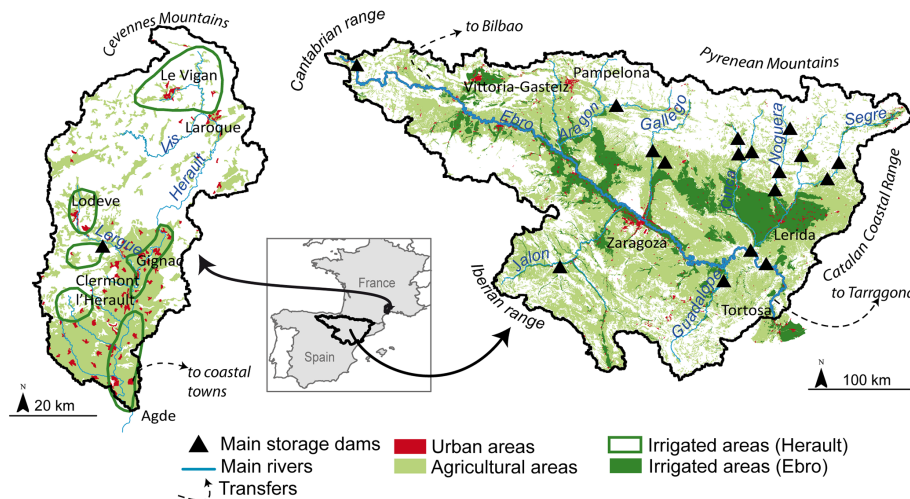 Cevennes Mountains
Le Vigan
Laroque
Vis
Herault
Lodeve
Lergue
Gignac
Clermont
l'Herault
Agde
to coastal
towns
N
20 km
Cantabrian range
to Bilbao
Pyrenean Mountains
Vittoria-Gasteiz
Pampelona
Ebro
Aragon
Gallego
Cinca
Noguera
Segre
Zaragoza
Lerida
Jalon
Guadalope
Tortosa
Iberian range
Catalan Coastal Range
to Tarragona
N
100 km
France
Spain
Main storage dams
Main rivers
Transfers
Urban areas
Agricultural areas
Irrigated areas (Herault)
Irrigated areas (Ebro)